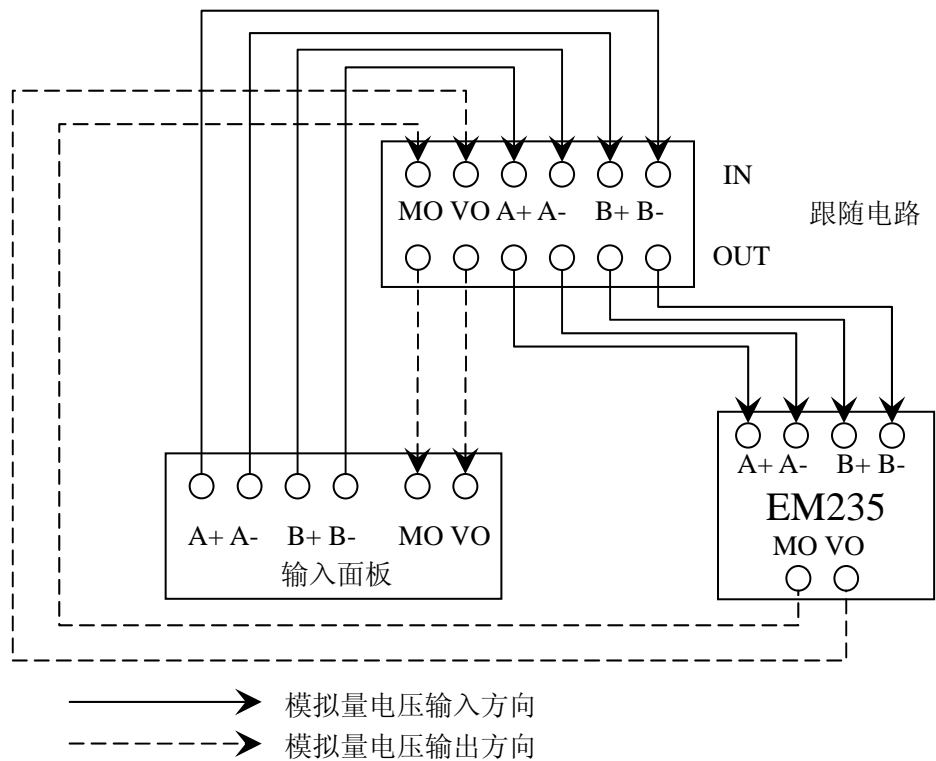 IN
MO VO A+ A- B+ B-
跟随电路
OUT
A+ A- B+ B-
EM235
MO VO
A+ A- B+ B- MO VO
输入面板
模拟量电压输入方向
模拟量电压输出方向